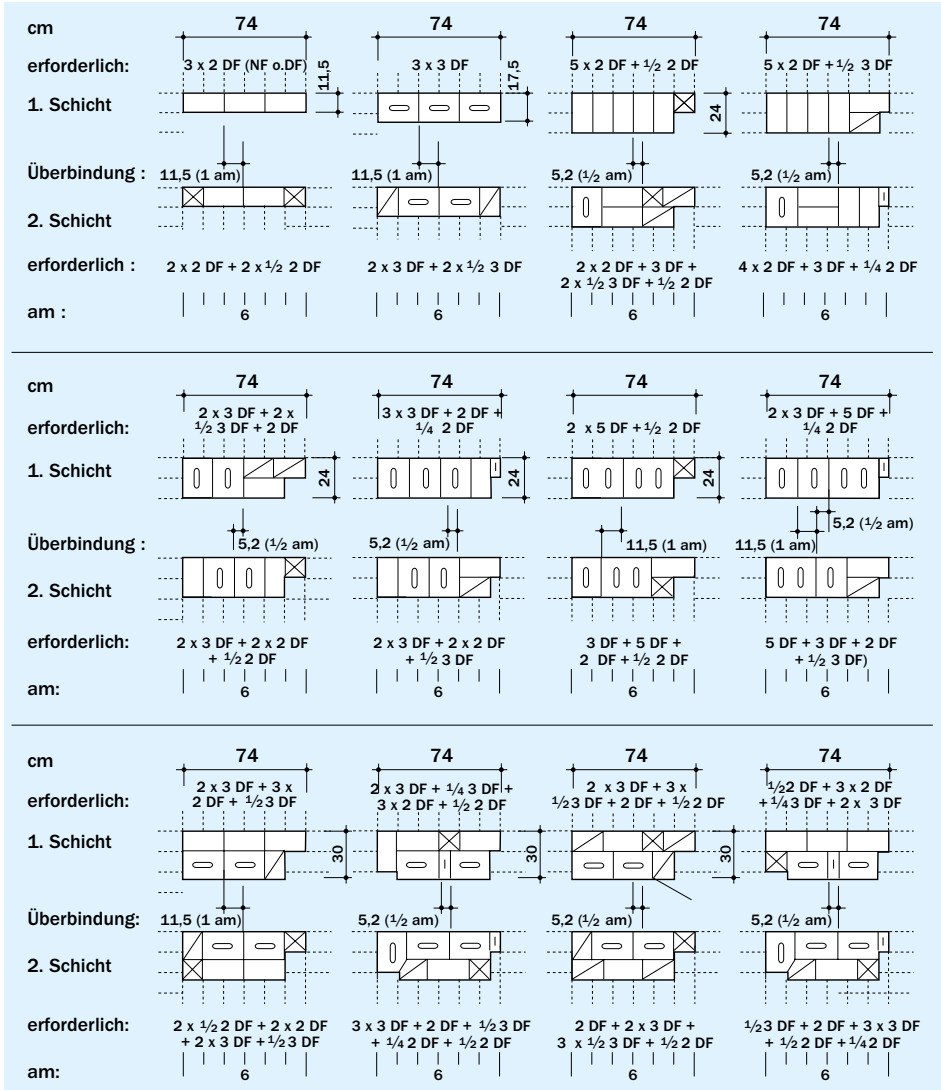 cm 74 74 74 74
erforderlich: 3 x 2 DF (NF o.DF) 3 x 3 DF 5 x 2 DF + ½ 2 DF 5 x 2 DF + ½ 3 DF
11,5 17,5
1. Schicht
24
Überbindung : 11,5 (1 am) 11,5 (1 am) 5,2 (½ am) 5,2 (½ am)
2. Schicht
erforderlich : 2 x 2 DF + 2 x ½ 2 DF 2 x 3 DF + 2 x ½ 3 DF 2 x 2 DF + 3 DF + 4 x 2 DF + 3 DF + ¼ 2 DF
2 x ½ 3 DF + ½ 2 DF
am : 6 6 6 6
cm 74 74 74 74
2 x 3 DF + 2 x 3 x 3 DF + 2 DF + 2 x 3 DF + 5 DF +
erforderlich: ½ 3 DF + 2 DF ¼ 2 DF 2 x 5 DF + ½ 2 DF ¼ 2 DF
1. Schicht
24 24 24
5,2 (½ am)
Überbindung : 5,2 (½ am) 5,2 (½ am) 11,5 (1 am) 11,5 (1 am)
2. Schicht
erforderlich: 2 x 3 DF + 2 x 2 DF 2 x 3 DF + 2 x 2 DF 3 DF + 5 DF + 5 DF + 3 DF + 2 DF
+ ½ 2 DF + ½ 3 DF 2 DF + ½ 2 DF + ½ 3 DF)
am: 6 6 6 6
cm 74 74 74 74
2 x 3 DF + 3 x 2 x 3 DF + ¼ 3 DF + 2 x 3 DF + 3 x ½2 DF + 3 x 2 DF
erforderlich: 2 DF + ½3 DF 3 x 2 DF + ½ 2 DF ½3 DF + 2 DF + ½ 2 DF + ¼3 DF + 2 x 3 DF
1. Schicht
30 30 30
Überbindung: 11,5 (1 am) 5,2 (½ am) 5,2 (½ am) 5,2 (½ am)
2. Schicht
erforderlich: 2 x ½ 2 DF + 2 x 2 DF 3 x 3 DF + 2 DF + ½ 3 DF 2 DF + 2 x 3 DF + ½3 DF + 2 DF + 3 x 3 DF
+ 2 x 3 DF + ½3 DF + ¼ 2 DF + ½ 2 DF 3 x ½ 3 DF + ½ 2 DF + ½2 DF + ¼ 2 DF
am: 6 6 6 6